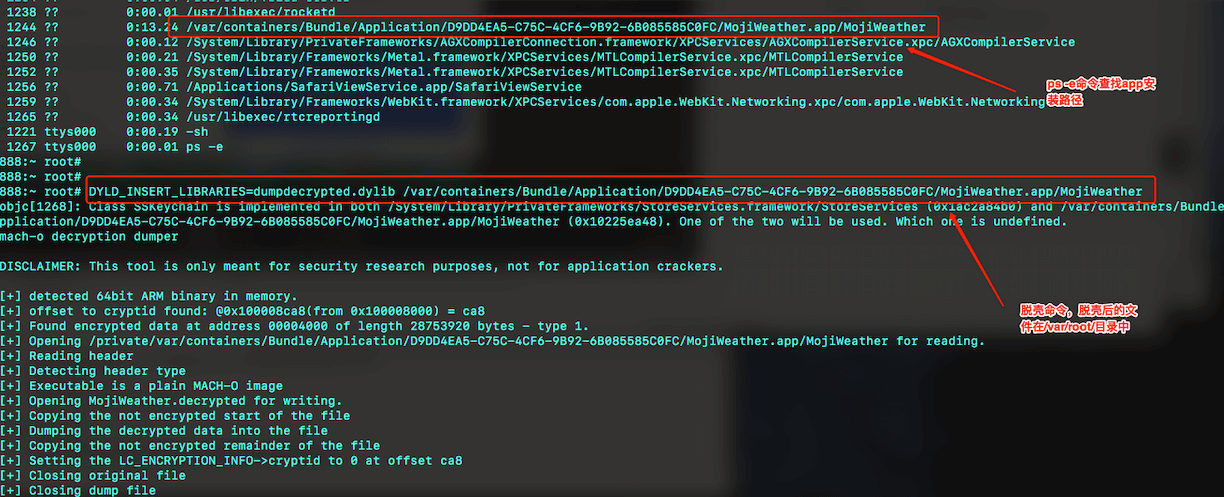 1238 ??         0:00.01 /usr/libexec/rocketd
1244 ??         0:13.24 /var/containers/Bundle/Application/D9DD4EA5-C75C-4CF6-9B92-6B085585C0FC/MojiWeather.app/MojiWeather
1246 ??         0:00.12 /System/Library/PrivateFrameworks/AGXCompilerConnection.framework/XPCServices/AGXCompilerService.xpc/AGXCompilerService
1250 ??         0:00.21 /System/Library/Frameworks/Metal.framework/XPCServices/MTLCompilerService.xpc/MTLCompilerService
1252 ??         0:00.35 /System/Library/Frameworks/Metal.framework/XPCServices/MTLCompilerService.xpc/MTLCompilerService
1256 ??         0:00.71 /Applications/SafariViewService.app/SafariViewService
1259 ??         0:00.34 /System/Library/Frameworks/WebKit.framework/XPCServices/com.apple.WebKit.Networking.xpc/com.apple.WebKit.Networking
1265 ??         0:00.34 /usr/libexec/rtcreportingd
1221 ttys000    0:00.19 -sh
1267 ttys000    0:00.01 ps -e
ps -e命令查找app安
装路径
888:~ root#
888:~ root#
888:~ root# DYLD_INSERT_LIBRARIES=dumpdecrypted.dylib /var/containers/Bundle/Application/D9DD4EA5-C75C-4CF6-9B92-6B085585C0FC/MojiWeather.app/MojiWeather
objc[1268]: Class SSKeychain is implemented in both /System/Library/PrivateFrameworks/StoreServices.framework/StoreServices (0x1ac2a84b0) and /var/containers/Bundle
pplication/D9DD4EA5-C75C-4CF6-9B92-6B085585C0FC/MojiWeather.app/MojiWeather (0x10225ea48). One of the two will be used. Which one is undefined.
mach-o decryption dumper
DISCLAIMER: This tool is only meant for security research purposes, not for application crackers.
[+] detected 64bit ARM binary in memory.
[+] offset to cryptid found: @0x100008ca8(from 0x100008000) = ca8
[+] Found encrypted data at address 00004000 of length 28753920 bytes - type 1.
[+] Opening /private/var/containers/Bundle/Application/D9DD4EA5-C75C-4CF6-9B92-6B085585C0FC/MojiWeather.app/MojiWeather for reading.
[+] Reading header
[+] Detecting header type
[+] Executable is a plain MACH-O image
[+] Opening MojiWeather.decrypted for writing.
[+] Copying the not encrypted start of the file
[+] Dumping the decrypted data into the file
[+] Copying the not encrypted remainder of the file
[+] Setting the LC_ENCRYPTION_INFO->cryptid to 0 at offset ca8
[+] Closing original file
[+] Closing dump file
脱壳命令，脱壳后的文
件在/var/root/目录中